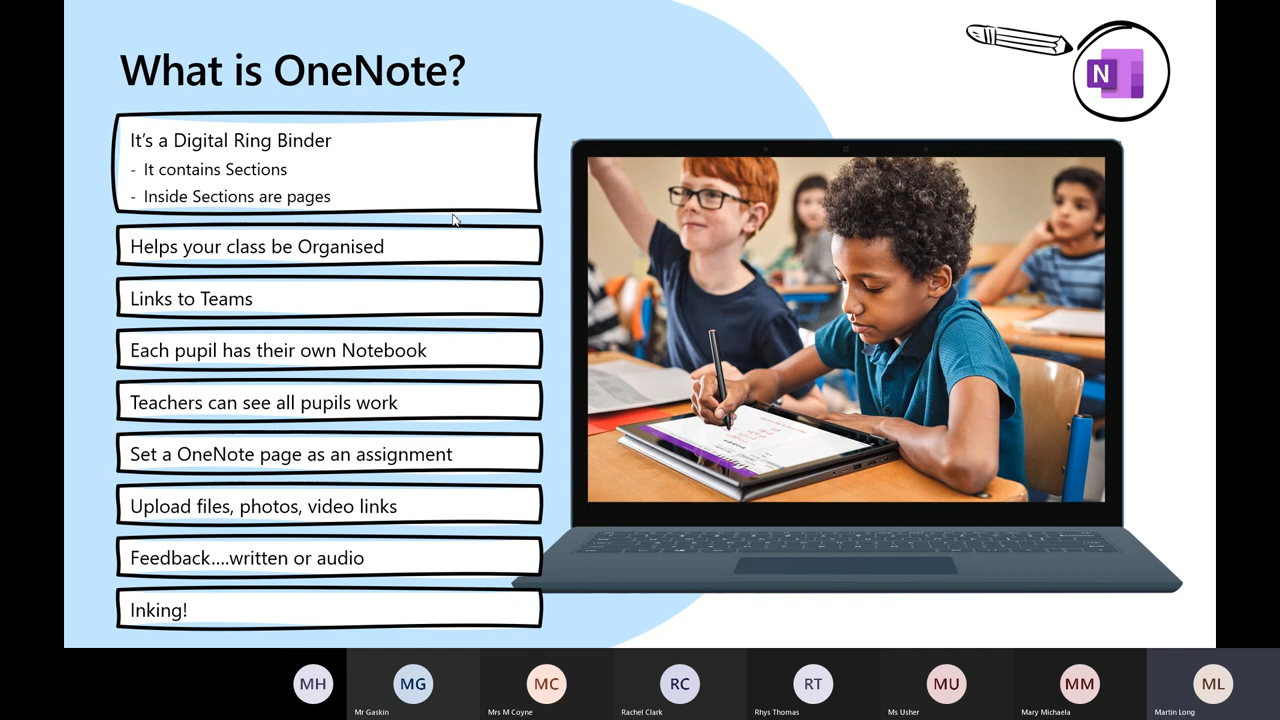 What is OneNote?
N
It's a Digital Ring Binder
- It contains Sections
- Inside Sections are pages
Helps your class be Organised
Links to Teams
Each pupil has their own Notebook
Teachers can see all pupils work
Set a OneNote page as an assignment
Upload files, photos, video links
Feedback....written or audio
Inking!
MH
MG
MC
RC
RT
MU
MM
ML
Mr Gaskin
Mrs M Coyne
Rachel Clark
Rhys Thomas
Ms Usher
Mary Michaela
Martin Long